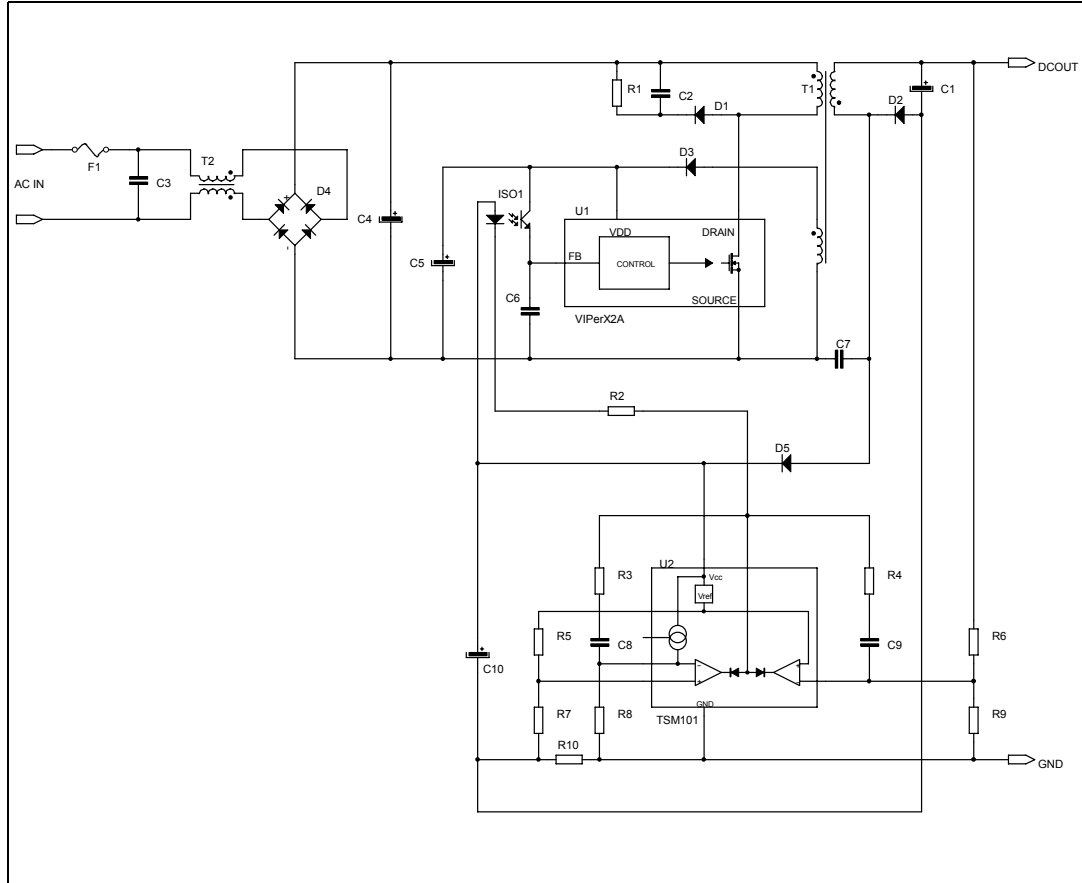 DCOUT
R1
C2
D1
T1
D2
C1
F1
T2
AC IN
C3
D4
+
-
C4
D3
ISO1
U1
VDD
DRAIN
C5
FB
CONTROL
C6
SOURCE
VIPerX2A
C7
R2
D5
U2
R3
Vcc
R4
Vref
R5
C8
C9
R6
C10
R7
R8
GND
R9
TSM101
R10
GND